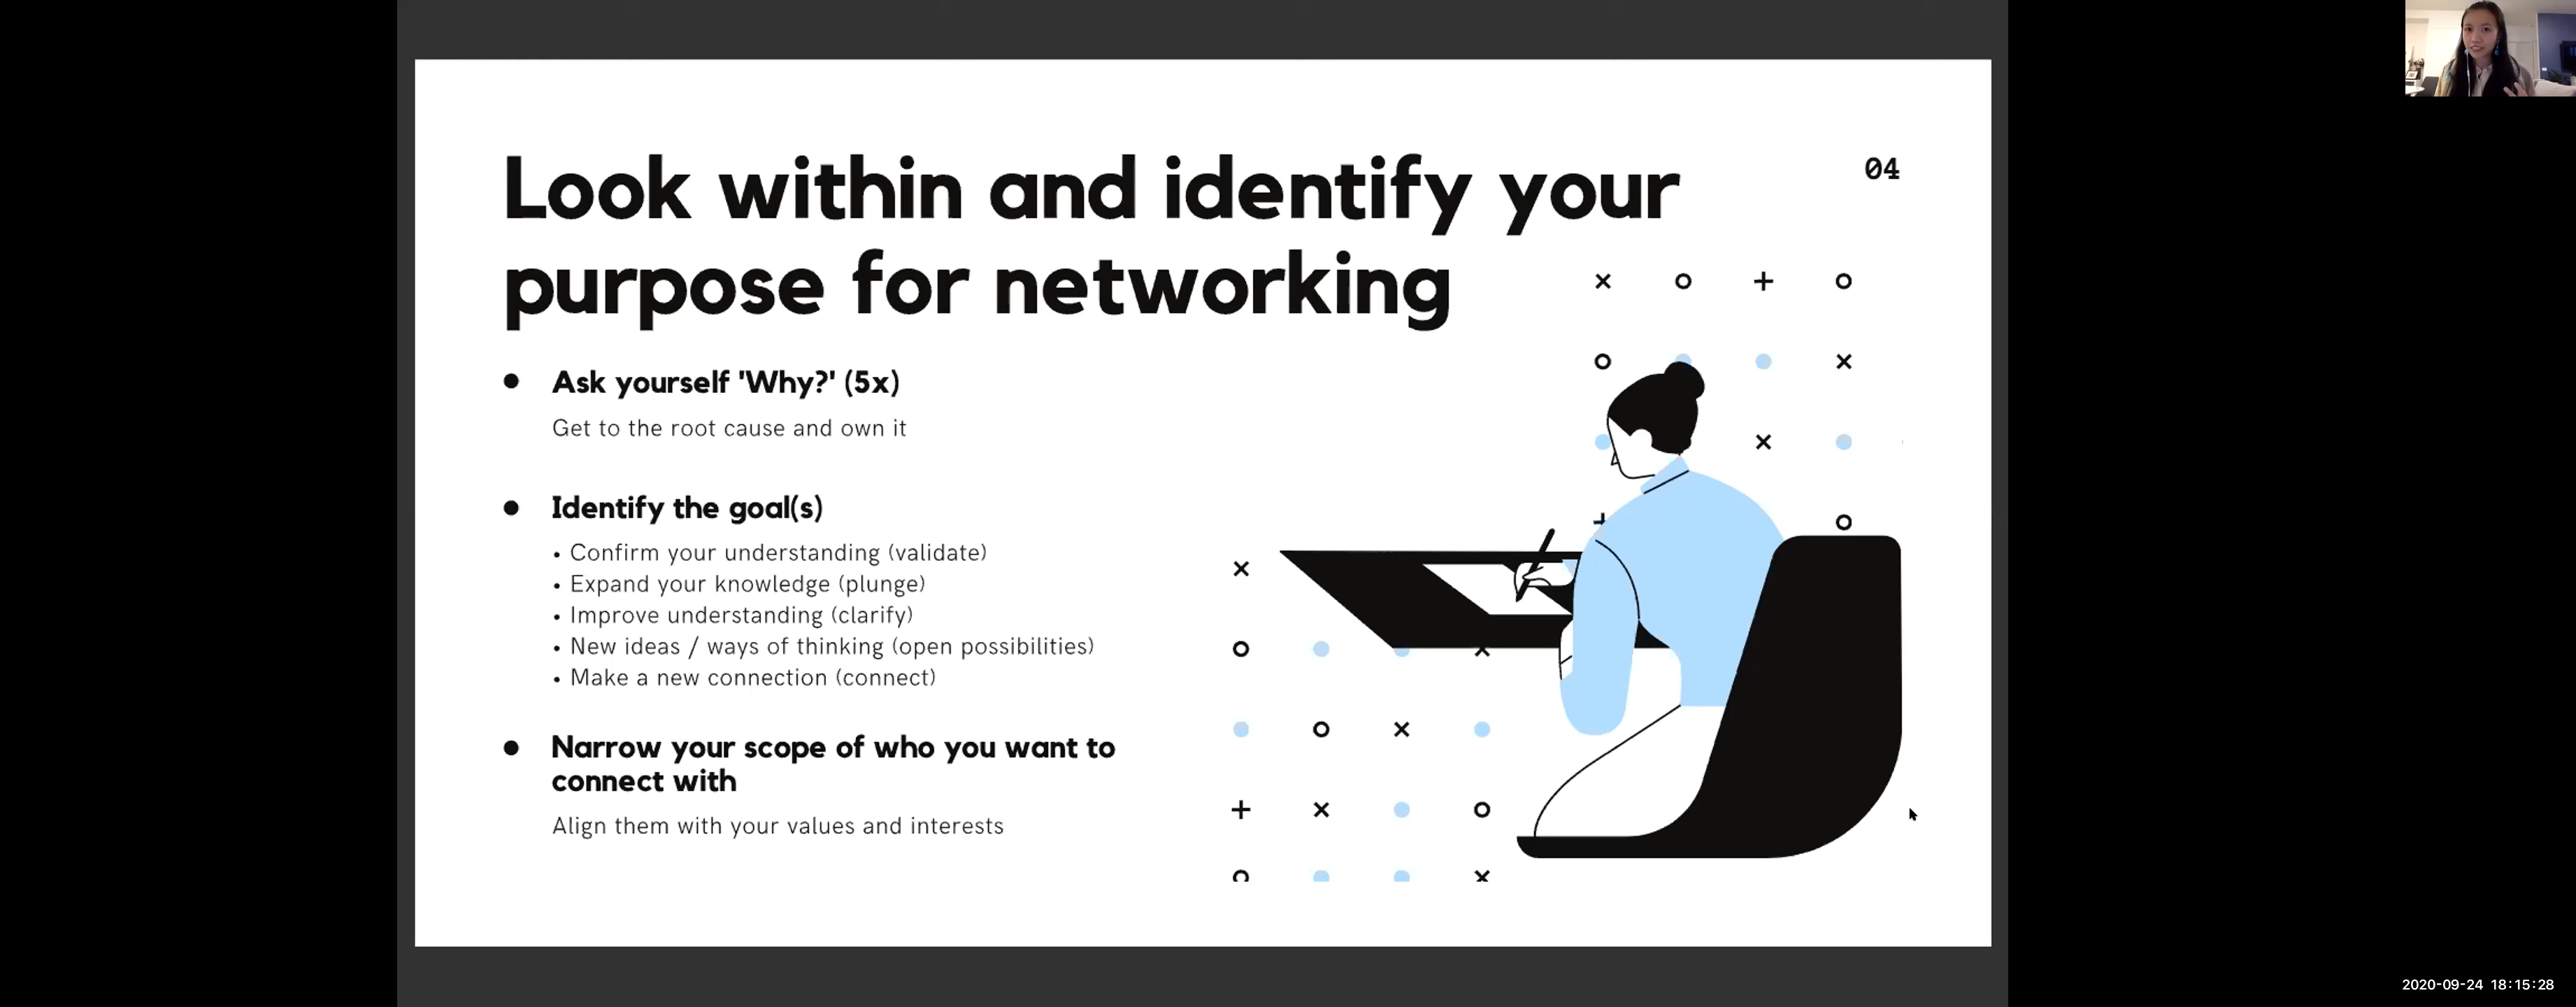 Look within and identify your
purpose for networking
04
• Ask yourself 'Why?' (5x)
Get to the root cause and own it
• Identify the goal(s)
• Confirm your understanding (validate)
• Expand your knowledge (plunge)
• Improve understanding (clarify)
• New ideas / ways of thinking (open possibilities)
• Make a new connection (connect)
• Narrow your scope of who you want to
connect with
Align them with your values and interests
2020-09-24 18:15:28